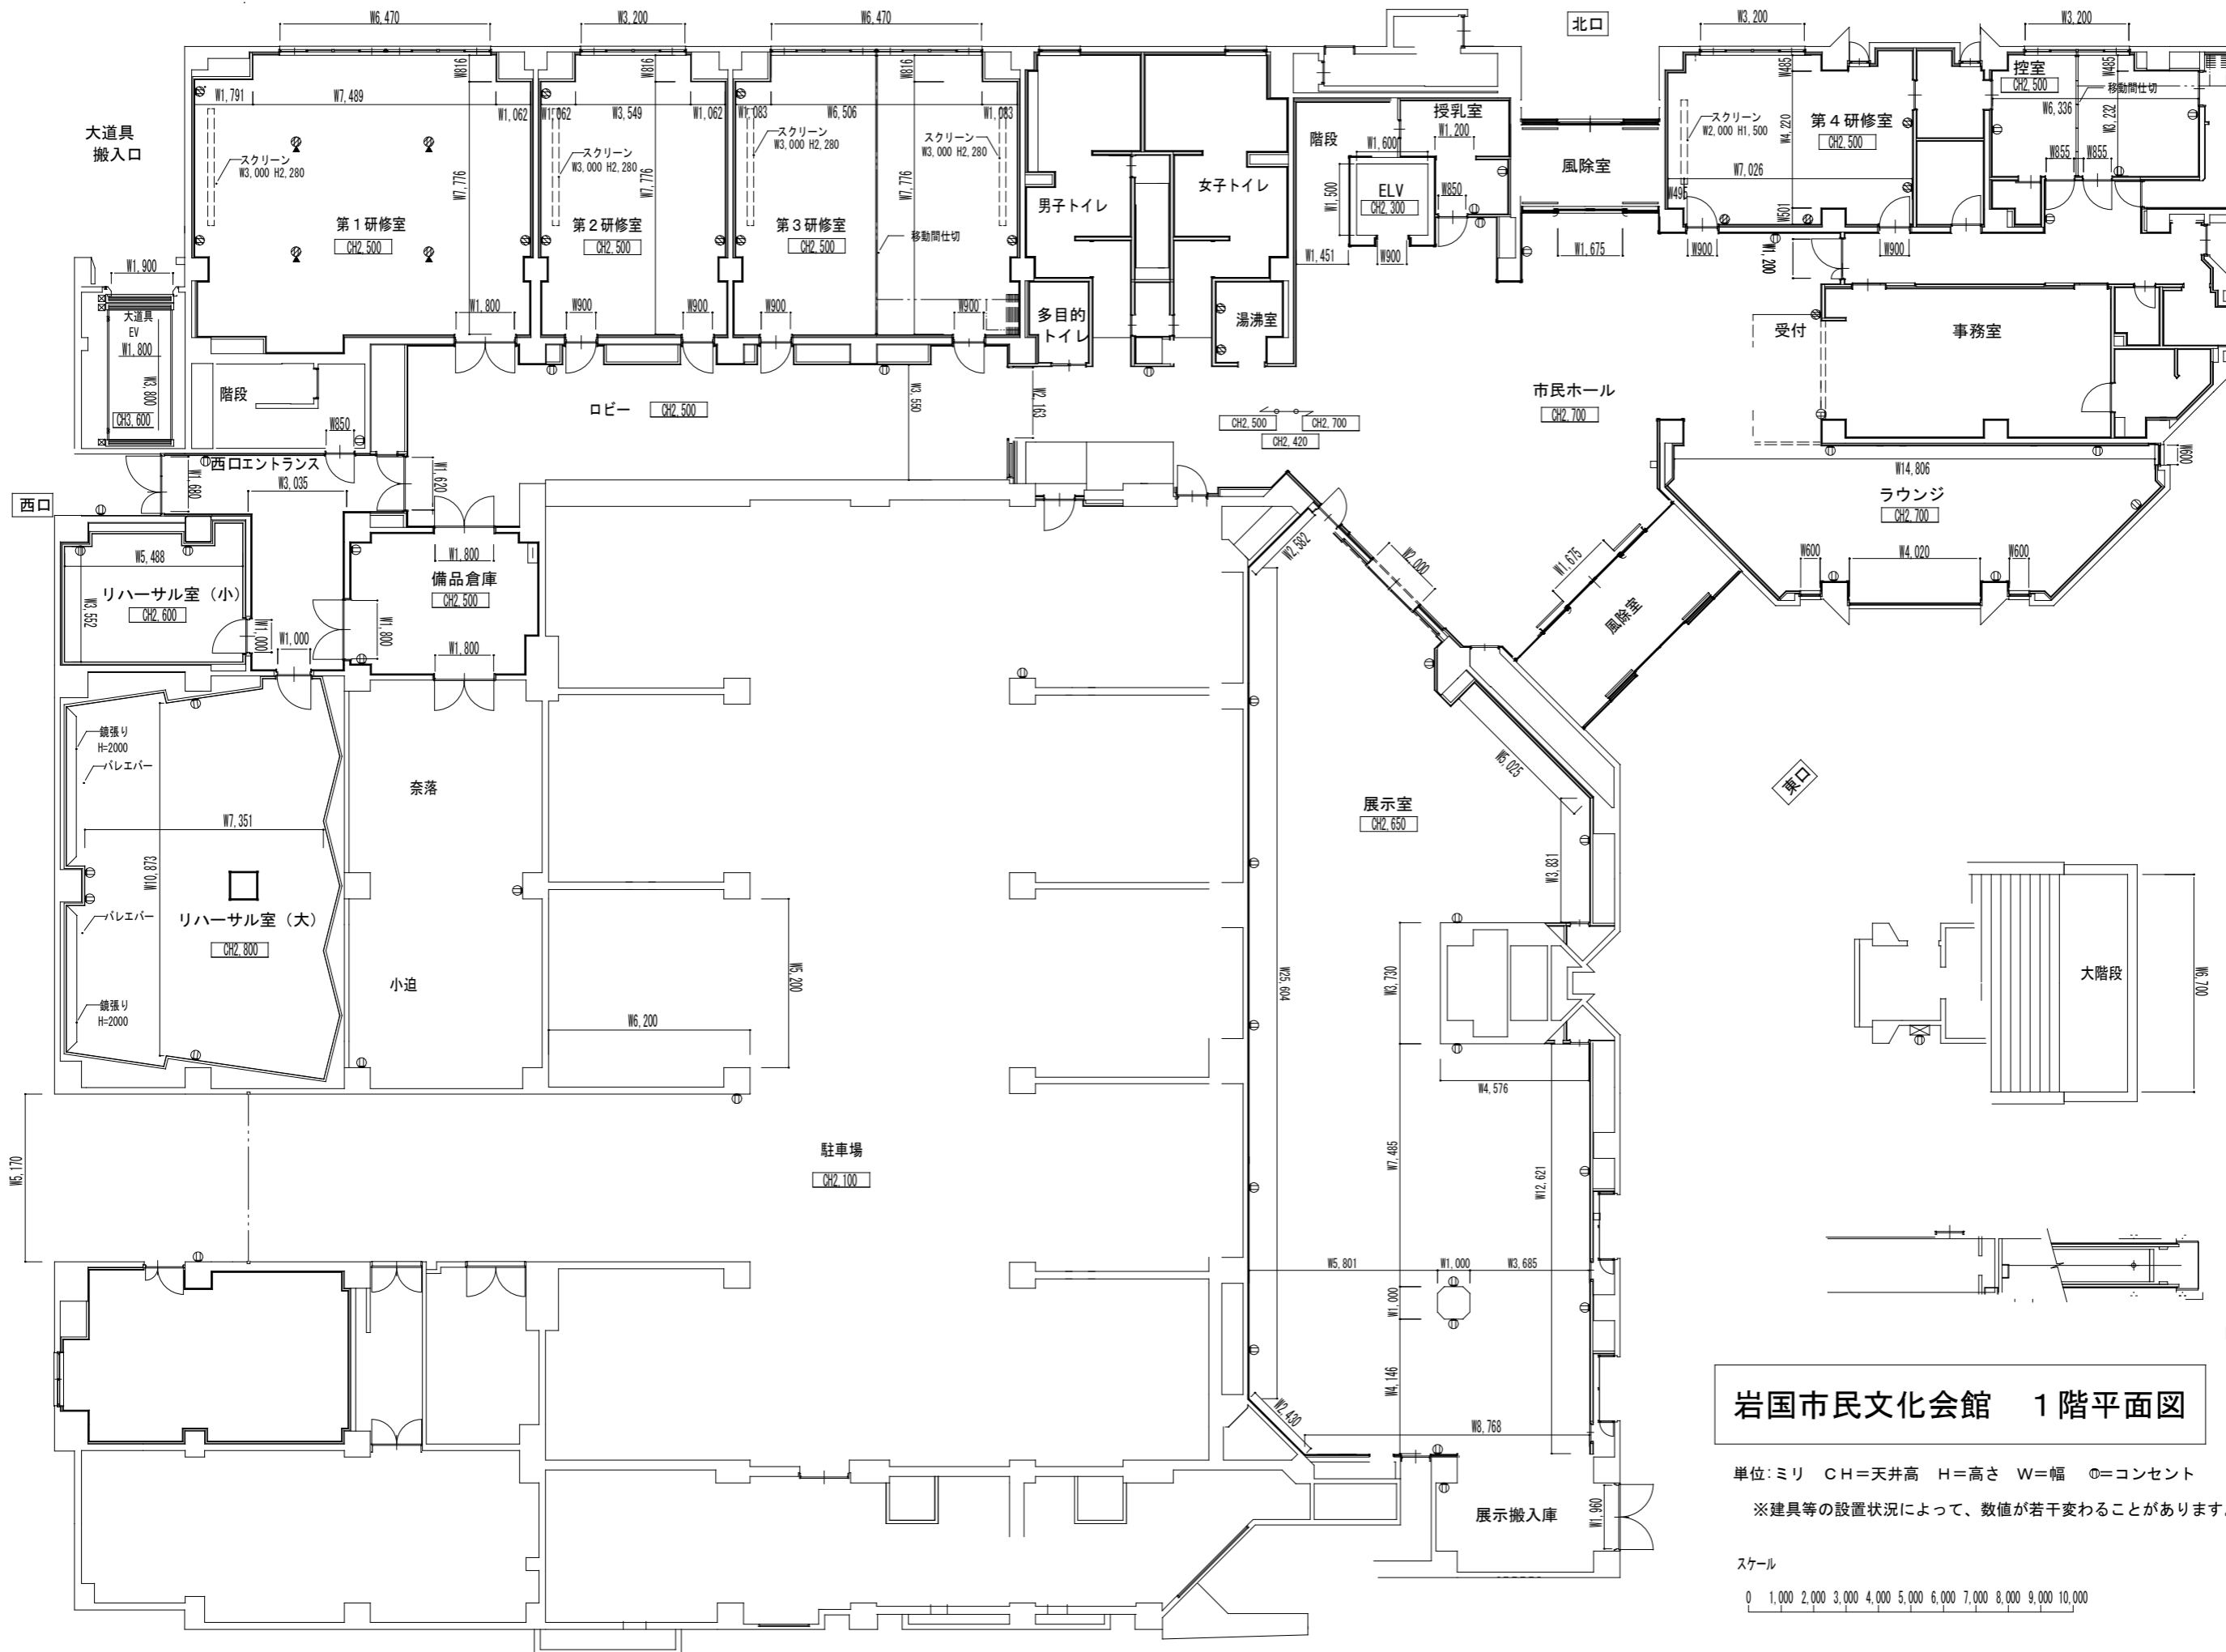 W6,470
W3,200
W6,470
北口
W3,200
W3,200
大道具
搬入口
W1,791
W7,489
W816
W1,062
W1,062
W3,549
W816
W1,062
W1,083
W6,506
W816
W1,083
スクリーン
W3,000 H2,280
スクリーン
W3,000 H2,280
スクリーン
W3,000 H2,280
スクリーン
W3,000 H2,280
W7,776
W7,776
W7,776
第1研修室
CH2,500
第2研修室
CH2,500
第3研修室
CH2,500
移動間仕切
W1,800
W900
W900
W900
W900
男子トイレ
女子トイレ
多目的
トイレ
湯沸室
階段
授乳室
W1,200
W1,600
W1,500
ELV
CH2,300
W850
W1,451
W900
風除室
W1,675
スクリーン
W2,000 H1,500
W485
W4,220
第4研修室
CH2,500
W7,026
W495
W501
W900
W900
W1,200
控室
CH2,500
W485
移動間仕切
W6,336
W3,232
W855
W855
W1,900
大道具
EV
W1,800
W3,800
CH3,600
階段
W850
ロビー
CH2,500
W3,550
W2,163
CH2,500
CH2,700
CH2,420
市民ホール
CH2,700
受付
事務室
W600
W14,806
ラウンジ
CH2,700
W600
W4,020
W600
西口エントランス
W1,680
W3,035
W1,620
西口
W5,488
リハーサル室（小）
CH2,600
W3,552
W1,000
W1,000
W1,800
備品倉庫
CH2,500
W1,800
W1,800
W2,582
W2,000
W1,675
風除室
鏡張り
H=2000
バレエバー
W7,351
W10,873
バレエバー
リハーサル室（大）
CH2,800
鏡張り
H=2000
奈落
小迫
W5,200
W6,200
W25,604
展示室
CH2,650
W5,025
W3,831
W3,730
W4,576
W7,485
W12,621
東口
大階段
W6,700
駐車場
CH2,100
W5,170
W5,801
W1,000
W3,685
W1,000
W4,146
W2,430
W8,768
展示搬入庫
W1,960
岩国市民文化会館　１階平面図
単位：ミリ　ＣＨ＝天井高　Ｈ＝高さ　Ｗ＝幅　＝コンセント
※建具等の設置状況によって、数値が若干変わることがあります。
スケール
0 1,000 2,000 3,000 4,000 5,000 6,000 7,000 8,000 9,000 10,000